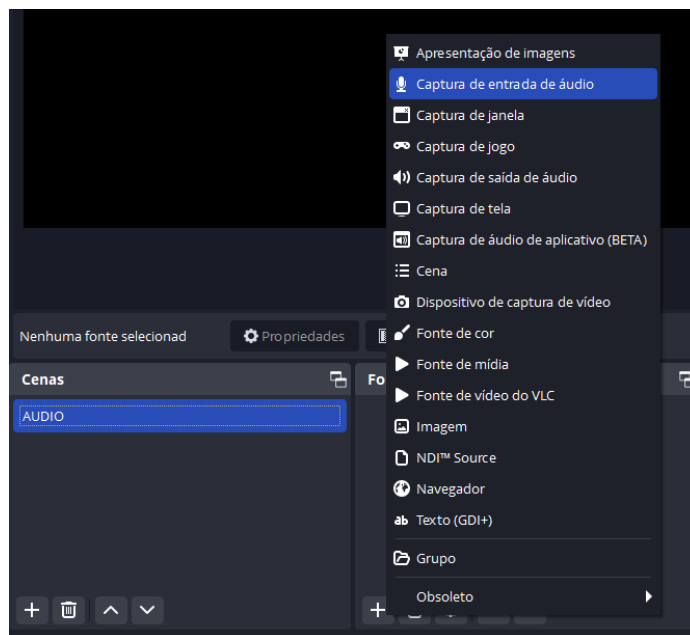 Apresentação de imagens
Captura de entrada de áudio
Captura de janela
Captura de jogo
Captura de saída de áudio
Captura de tela
Captura de áudio de aplicativo (BETA)
Cena
Dispositivo de captura de vídeo
Fonte de cor
Fonte de mídia
Fonte de vídeo do VLC
Imagem
NDI™ Source
Navegador
ab Texto (GDI+)
Grupo
Obsoleto
Nenhuma fonte selecionad
Propriedades
Cenas
Fo
AUDIO